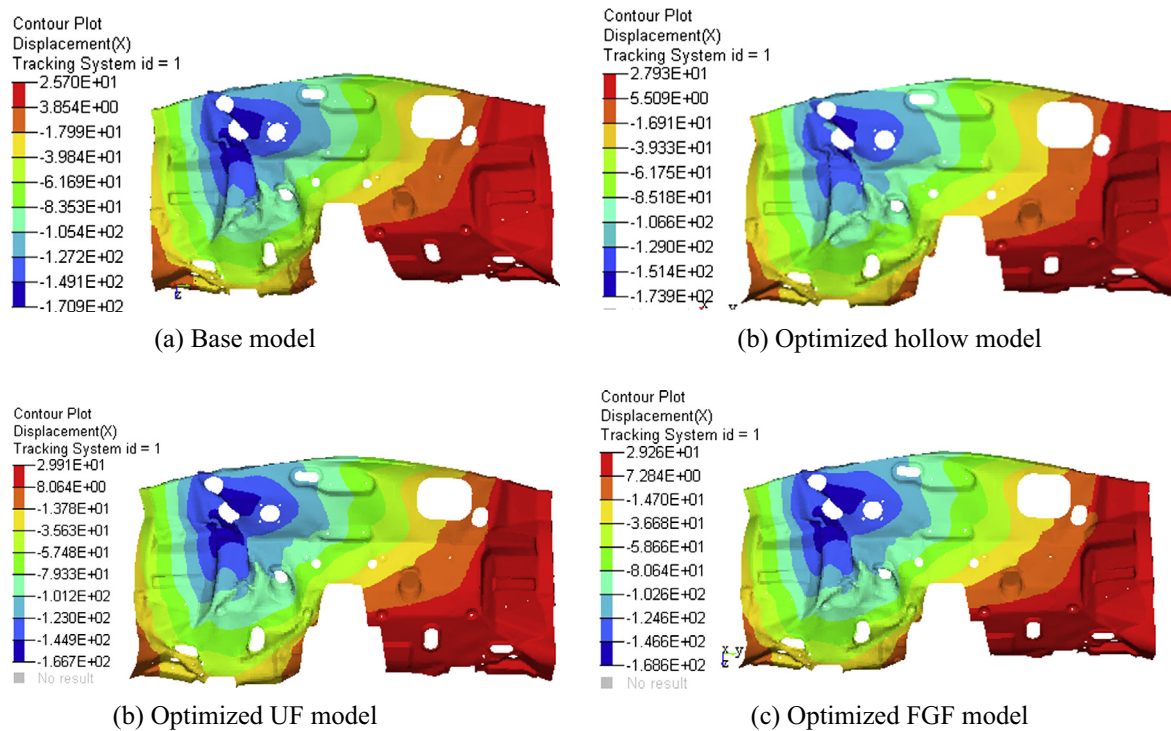 Contour Plot
Displacement(X)
Tracking System id = 1
2.570E+01
3.854E+00
-1.799E+01
-3.984E+01
-6.169E+01
-8.353E+01
-1.054E+02
-1.272E+02
-1.491E+02
-1.709E+02
z
(a) Base model
Contour Plot
Displacement(X)
Tracking System id = 1
2.793E+01
5.509E+00
-1.691E+01
-3.933E+01
-6.175E+01
-8.518E+01
-1.066E+02
-1.290E+02
-1.514E+02
-1.739E+02
(b) Optimized hollow model
Contour Plot
Displacement(X)
Tracking System id = 1
2.991E+01
8.064E+00
-1.378E+01
-3.563E+01
-5.748E+01
-7.933E+01
-1.012E+02
-1.230E+02
-1.449E+02
-1.667E+02
No result
(b) Optimized UF model
Contour Plot
Displacement(X)
Tracking System id = 1
2.926E+01
7.284E+00
-1.470E+01
-3.668E+01
-5.866E+01
-8.064E+01
-1.026E+02
-1.246E+02
-1.466E+02
-1.686E+02
No result
x y
z
(c) Optimized FGF model